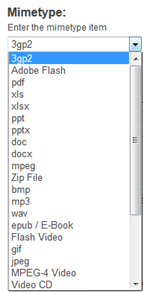 Mimetype:
Enter the mimetype item
3gp2
3gp2
Adobe Flash
pdf
xls
xlsx
ppt
pptx
doc
docx
mpeg
Zip File
bmp
mp3
wav
epub / E-Book
Flash Video
gif
jpeg
MPEG-4 Video
Video CD